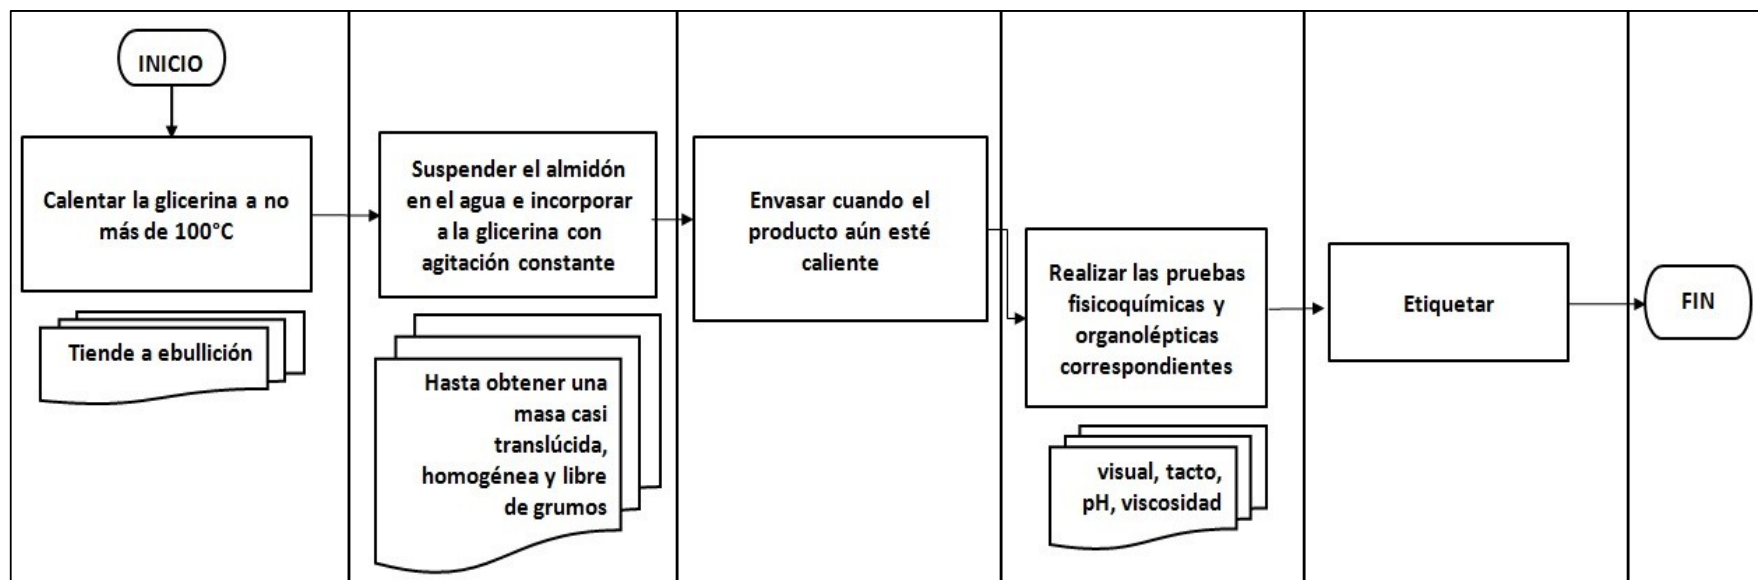 INICIO
Calentar la glicerina a no
más de 100°C
Tiende a ebullición
Suspender el almidón
en el agua e incorporar
a la glicerina con
agitación constante
Hasta obtener una
masa casi
translúcida,
homogénea y libre
de grumos
Envasar cuando el
producto aún esté
caliente
Realizar las pruebas
fisicoquímicas y
organolépticas
correspondientes
visual, tacto,
pH, viscosidad
Etiquetar
FIN